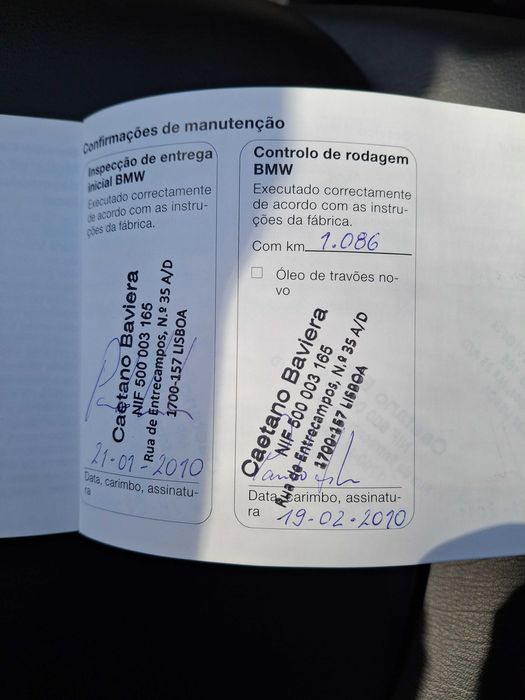 Confirmações de manutenção
Inspecção de entrega
inicial BMW
Executado correctamente
de acordo com as instru-
ções da fábrica.
Caetano Baviera
NIF 500 003 165
Rua de Entrecampos, N.º 35 A/D
1700-157 LISBOA
21-01-2010
Data, carimbo, assinatu-
ra
Controlo de rodagem
BMW
Executado correctamente
de acordo com as instru-
ções da fábrica.
Com km 1.086
Óleo de travões no-
vo
Caetano Baviera
NIF 500 003 165
Rua de Entrecampos, N.º 35 A/D
1700-157 LISBOA
Data, carimbo, assinatu-
ra 19-02-2010